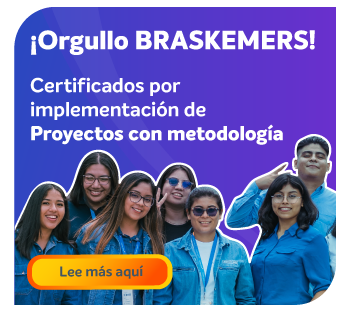 ¡Orgullo BRASKEMERS!
Certificados por
implementación de
Proyectos con metodología
Lee más aquí